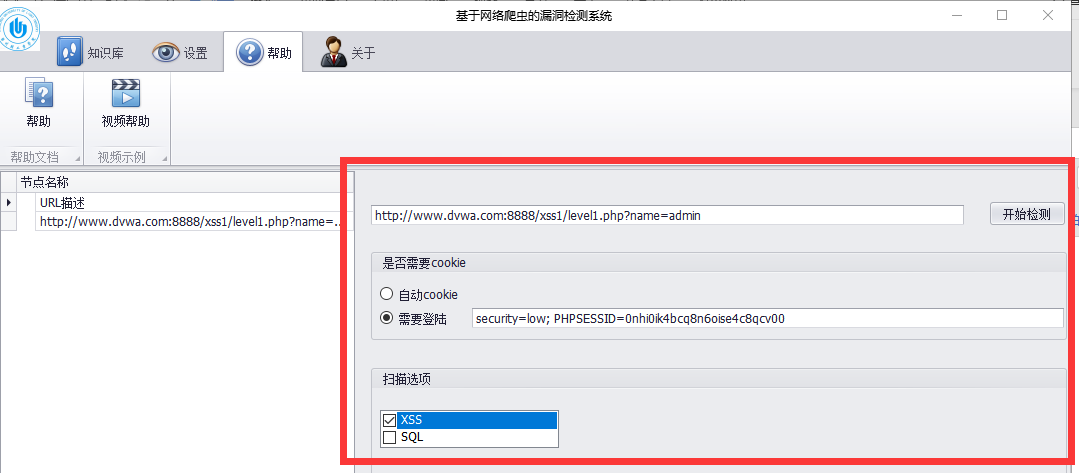 基于网络爬虫的漏洞检测系统
知识库 设置 帮助 关于
帮助 视频帮助
帮助文档 视频示例
节点名称
URL描述
http://www.dvwa.com:8888/xss1/level1.php?name=...
http://www.dvwa.com:8888/xss1/level1.php?name=admin 开始检测
是否需要cookie
自动cookie
需要登陆 security=low; PHPSESSID=0nhi0ik4bcq8n6oise4c8qcv00
扫描选项
XSS
SQL